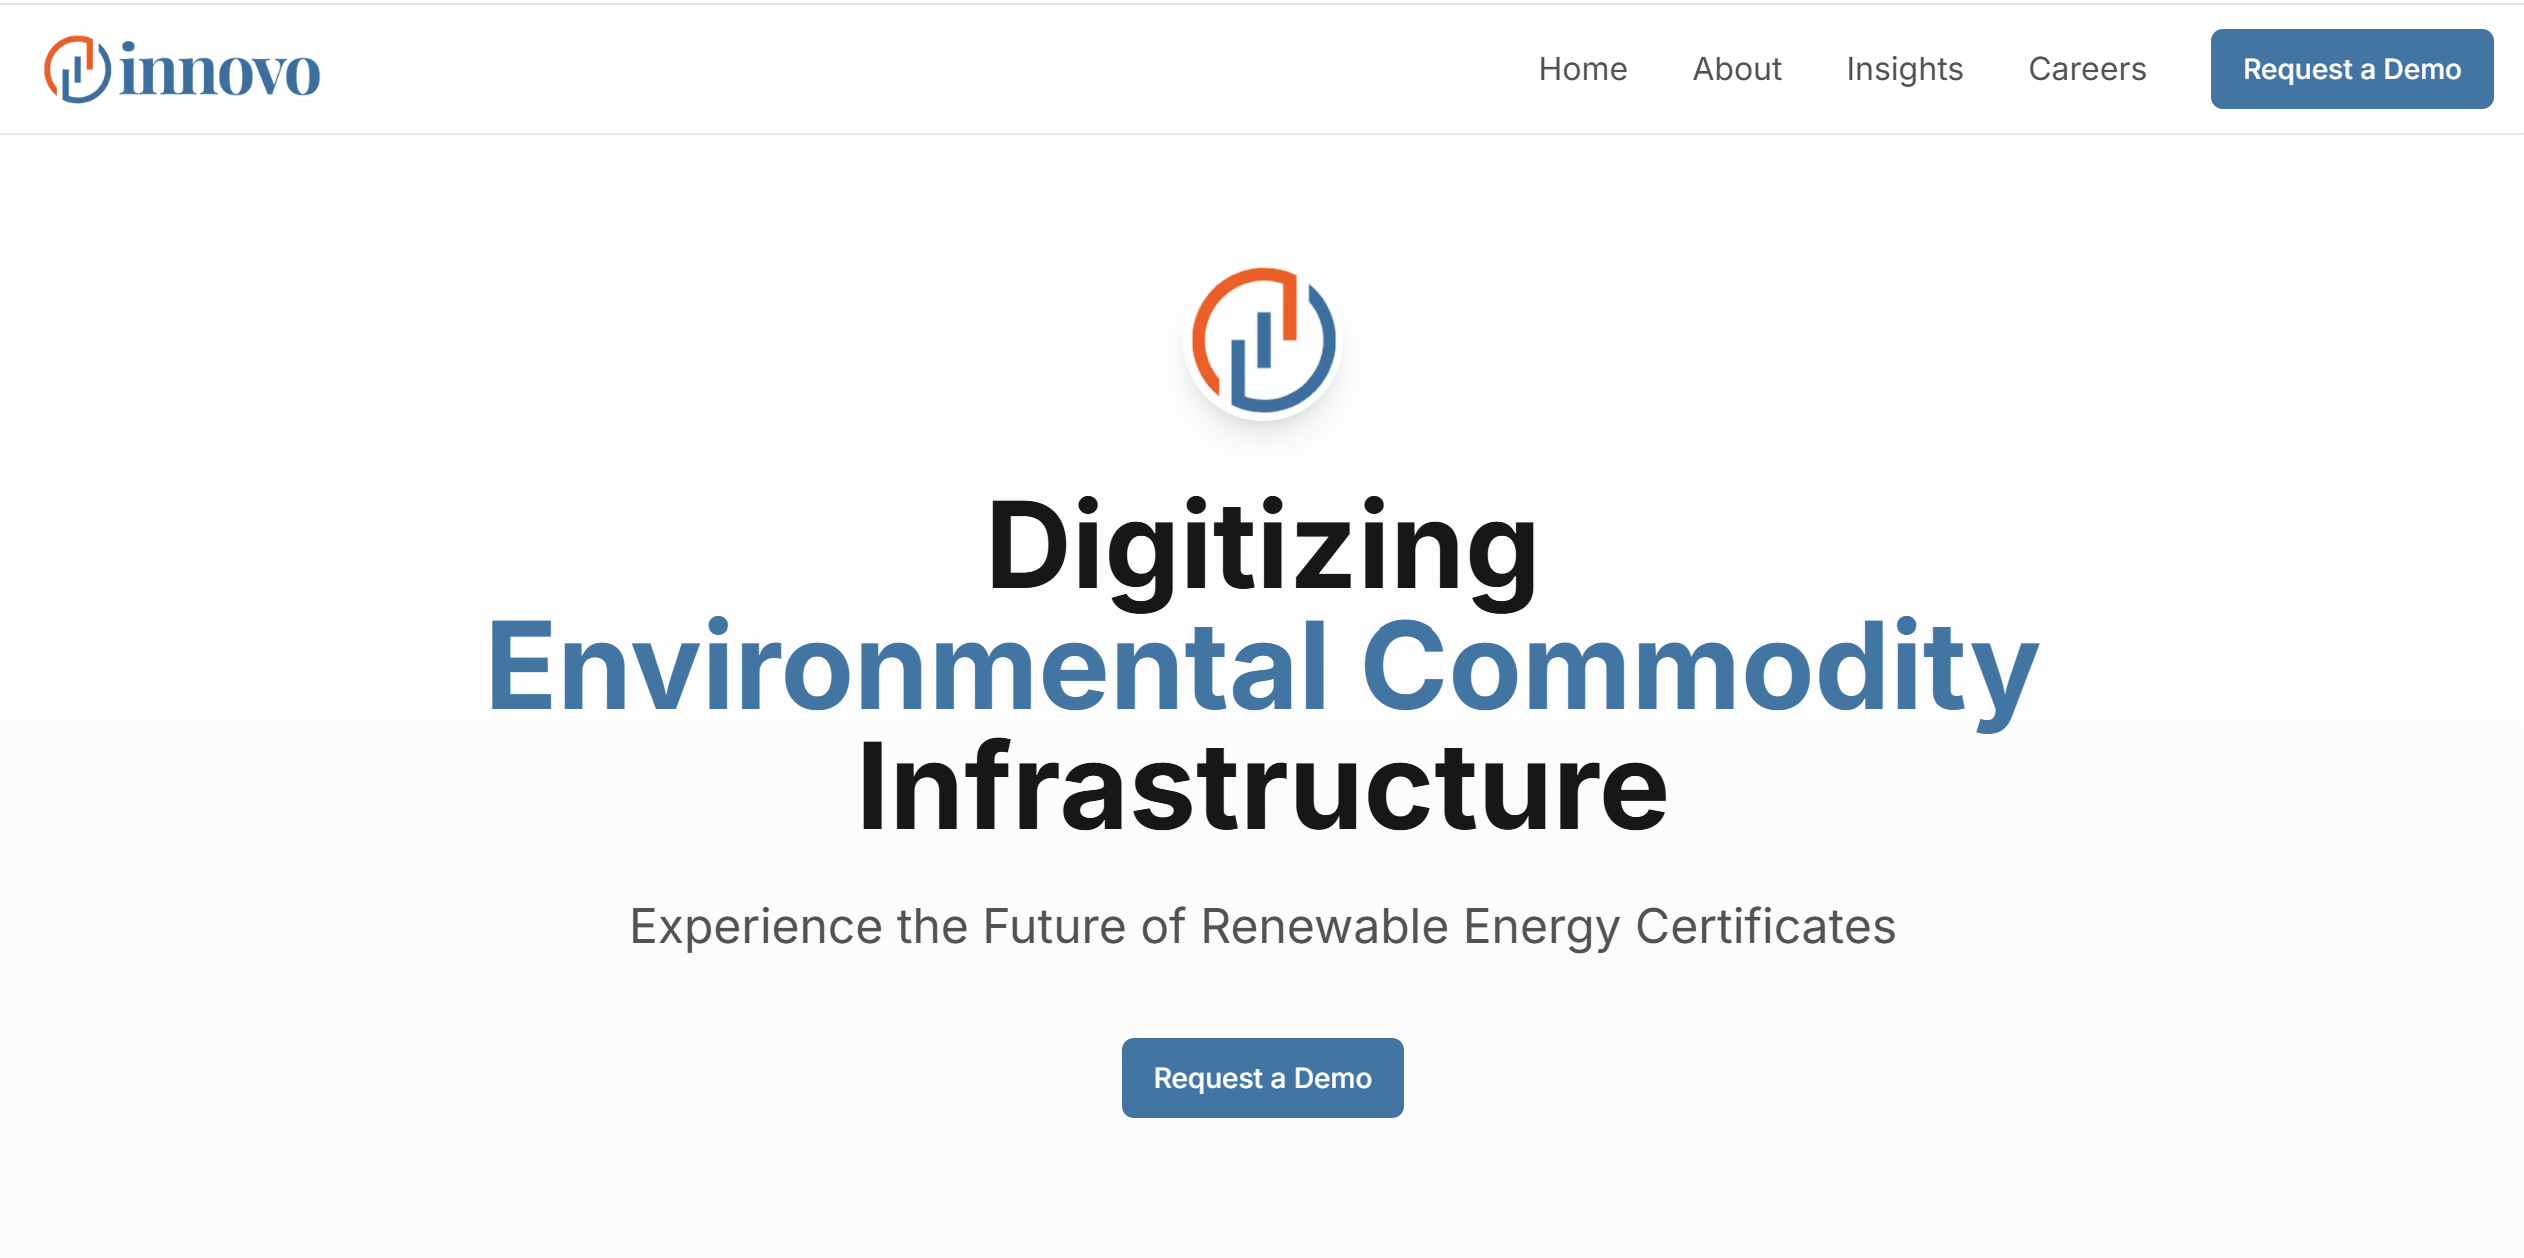 innovo
Home
About
Insights
Careers
Request a Demo
Digitizing
Environmental Commodity
Infrastructure
Experience the Future of Renewable Energy Certificates
Request a Demo